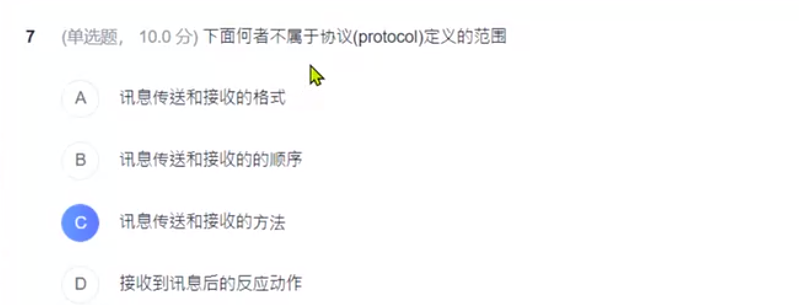 7 (单选题， 10.0 分) 下面何者不属于协议(protocol)定义的范围
A 讯息传送和接收的格式
B 讯息传送和接收的的顺序
C 讯息传送和接收的方法
D 接收到讯息后的反应动作